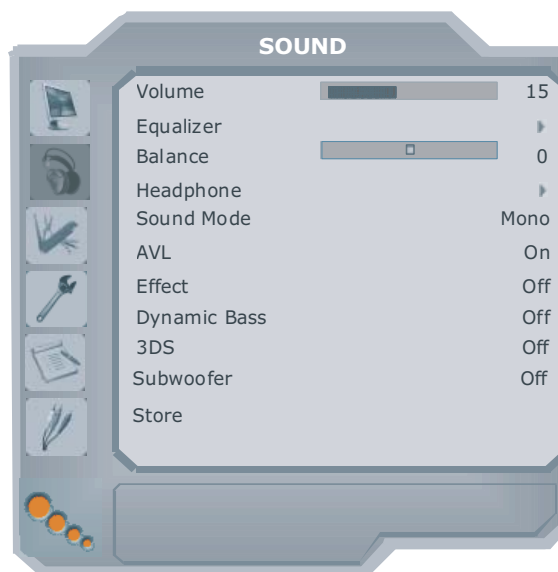 SOUND
Volume 15
Equalizer
Balance 0
Headphone
Sound Mode Mono
AVL On
Effect Off
Dynamic Bass Off
3DS Off
Subwoofer Off
Store